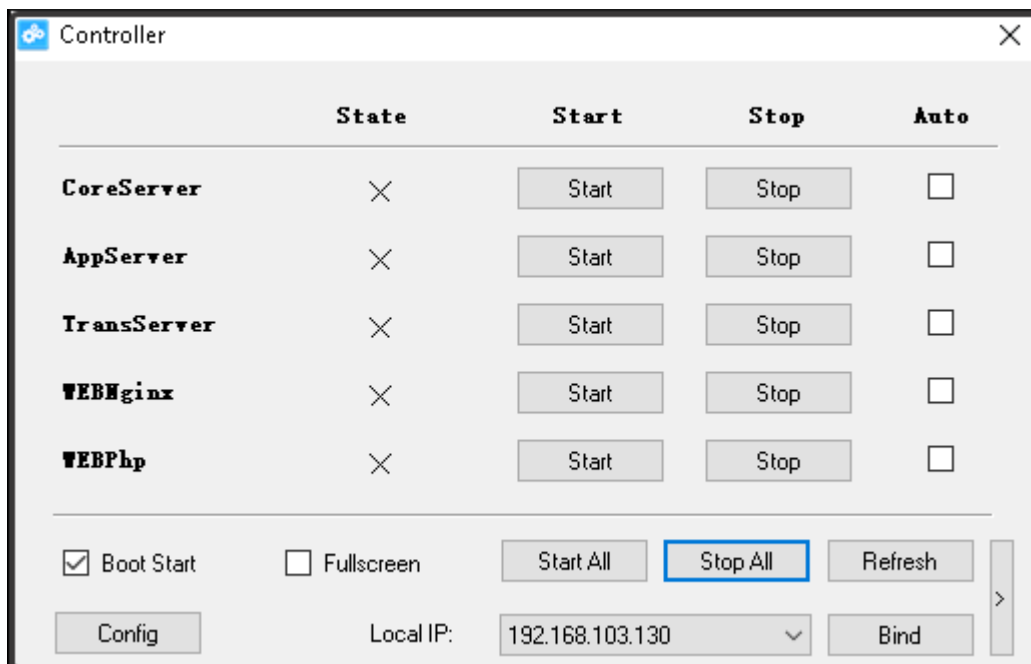 Controller
State Start Stop Auto
CoreServer Start Stop
AppServer Start Stop
TransServer Start Stop
WEBNginx Start Stop
WEBPhp Start Stop
Boot Start Fullscreen Start All Stop All Refresh
>
Config Local IP: 192.168.103.130 Bind